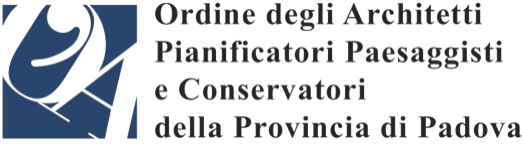 Ordine degli Architetti
Pianificatori Paesaggisti
e Conservatori
della Provincia di Padova